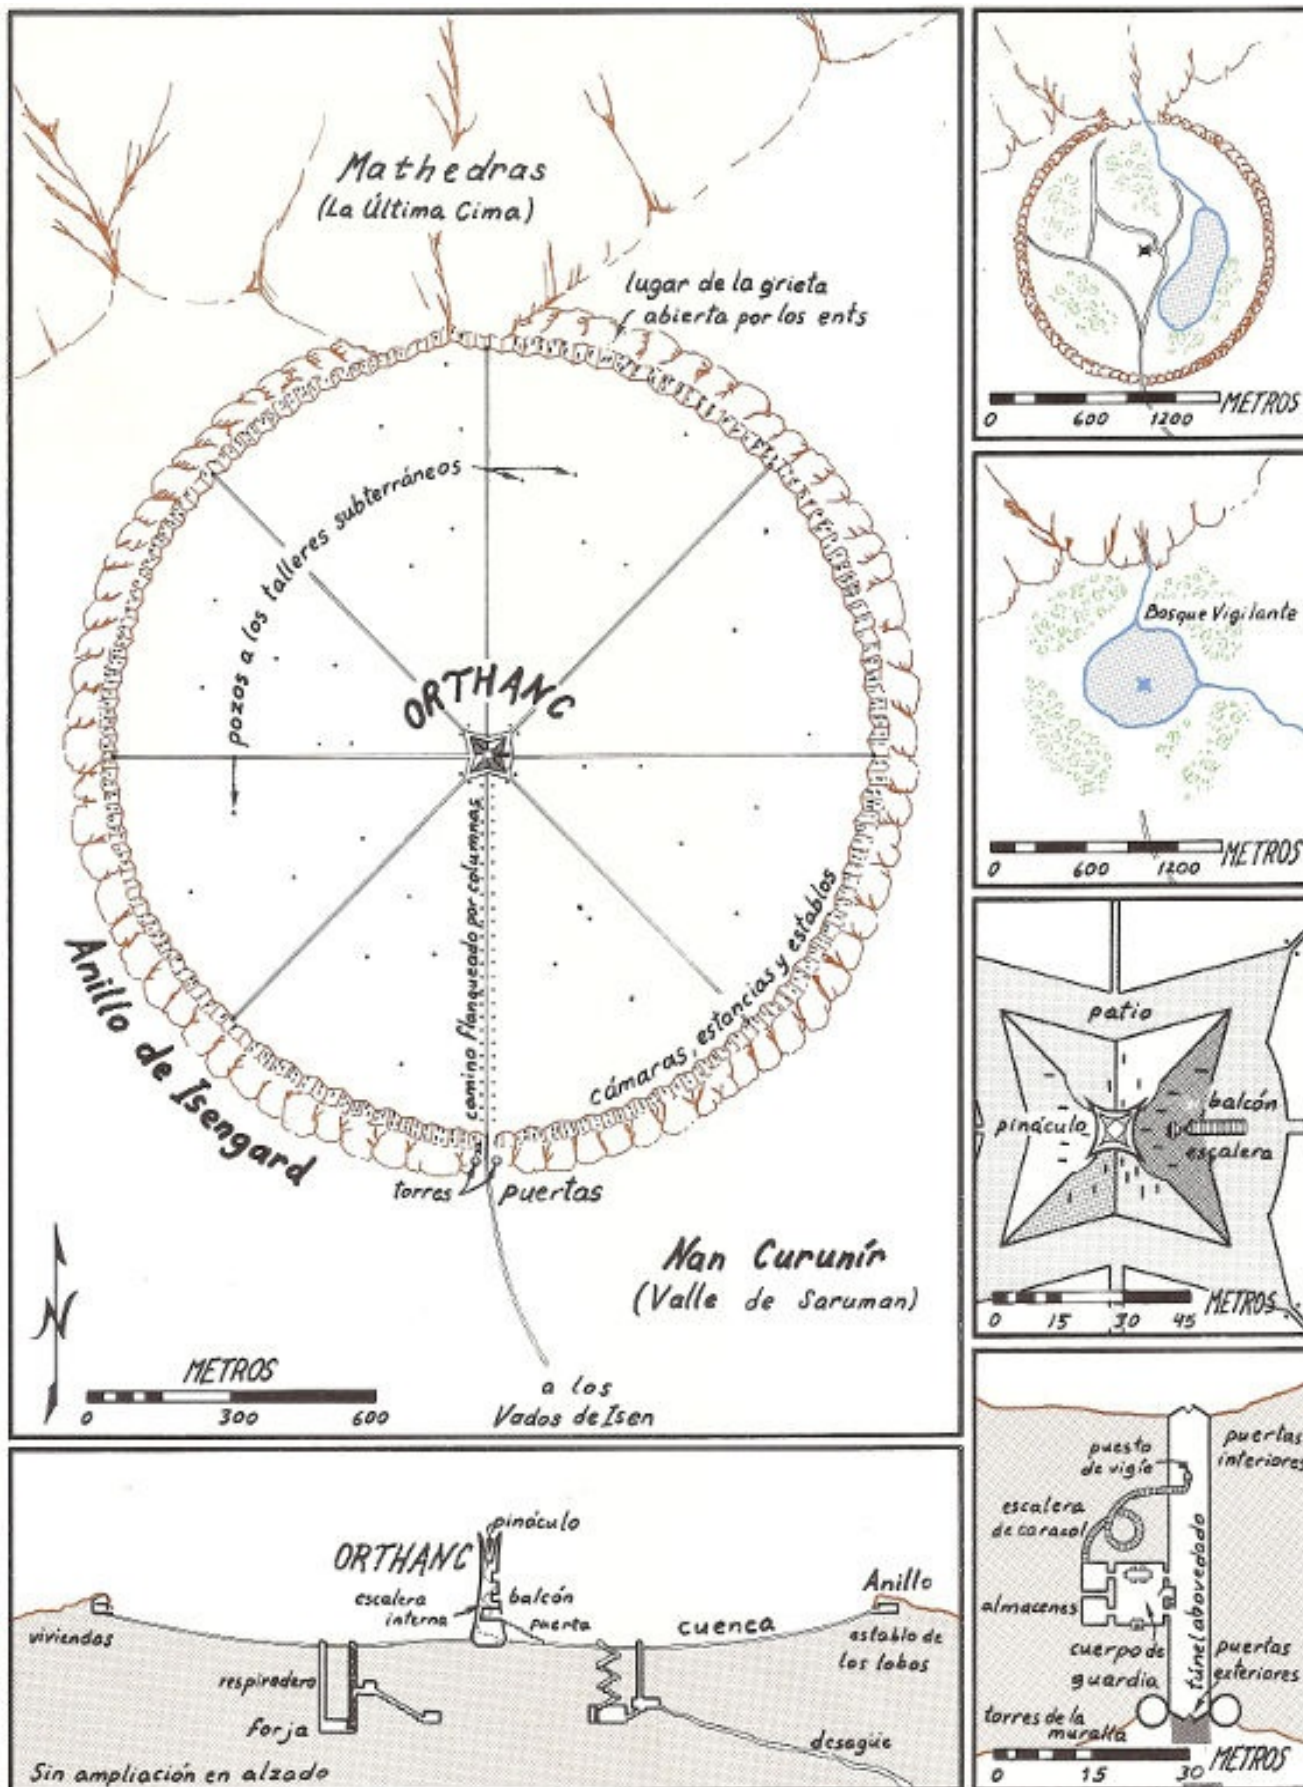 Mathedras
(La Última Cima)
lugar de la grieta
abierta por los ents
pozos a los talleres subterráneos
ORTHANC
camino flanqueado por columnas
cámaras, estancias y establos
Anillo de Isengard
torres
puertas
Nan Curunír
(Valle de Saruman)
N
METROS
0 300 600
a los
Vados de Isen
METROS
0 600 1200
Bosque Vigilante
METROS
0 600 1200
patio
pináculo
balcón
escalera
METROS
0 15 30 45
pináculo
ORTHANC
escalera
interna
balcón
puerta
cuenca
Anillo
viviendas
establo de
los lobos
respiradero
forja
desagüe
Sin ampliación en alzado
puesto
de vigía
puertas
interiores
escalera
de caracol
túnel abovedado
almacenes
cuerpo de
guardia
puertas
exteriores
torres de la
muralla
METROS
0 15 30